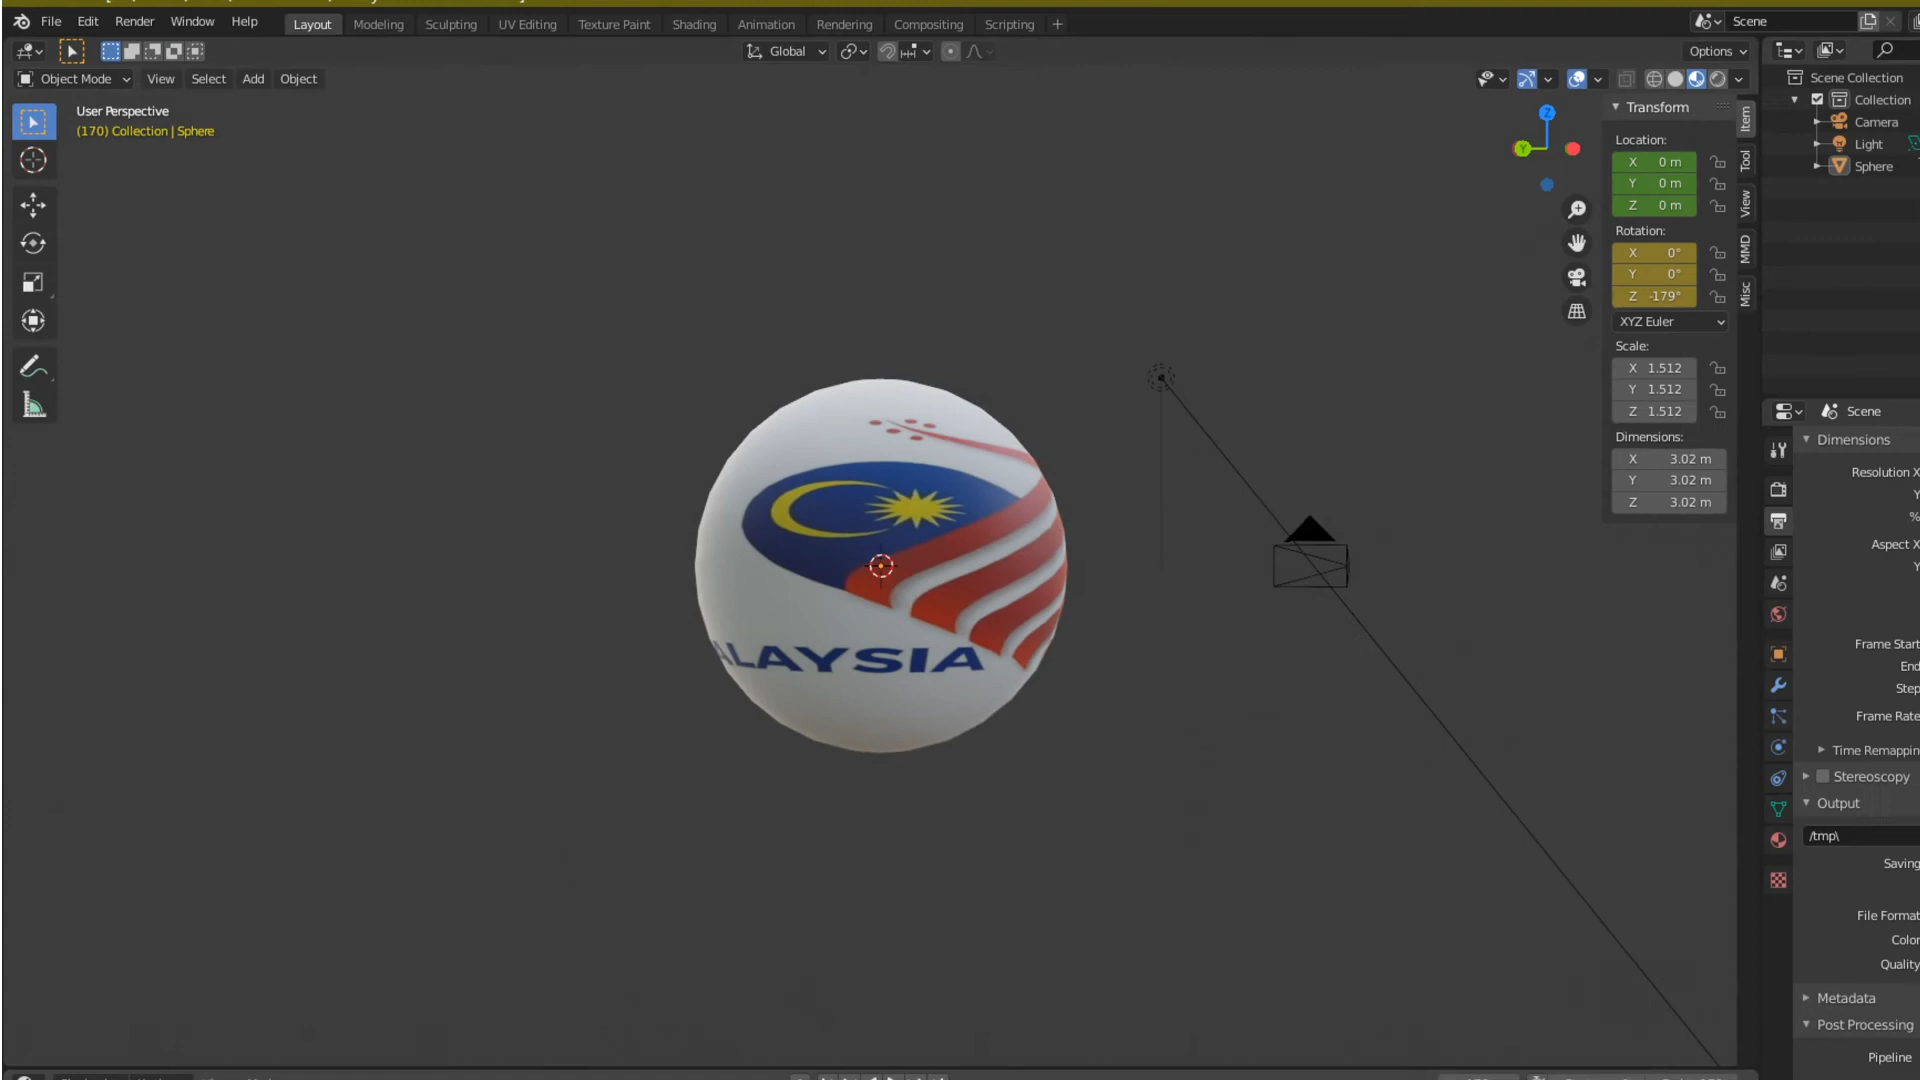 File Edit Render Window Help Layout Modeling Sculpting UV Editing Texture Paint Shading Animation Rendering Compositing Scripting + Scene
Global Options
Object Mode View Select Add Object
User Perspective
(170) Collection | Sphere
Z
Y
Transform
Location:
X 0 m
Y 0 m
Z 0 m
Rotation:
X 0°
Y 0°
Z -179°
XYZ Euler
Scale:
X 1.512
Y 1.512
Z 1.512
Dimensions:
X 3.02 m
Y 3.02 m
Z 3.02 m
Item
Tool
View
MMD
Misc
Scene Collection
Collection
Camera
Light
Sphere
Scene
Dimensions
Resolution X
Y
%
Aspect X
Y
Frame Start
End
Step
Frame Rate
Time Remappin
Stereoscopy
Output
/tmp\
Saving
File Format
Color
Quality
Metadata
Post Processing
Pipeline
ALAYSIA